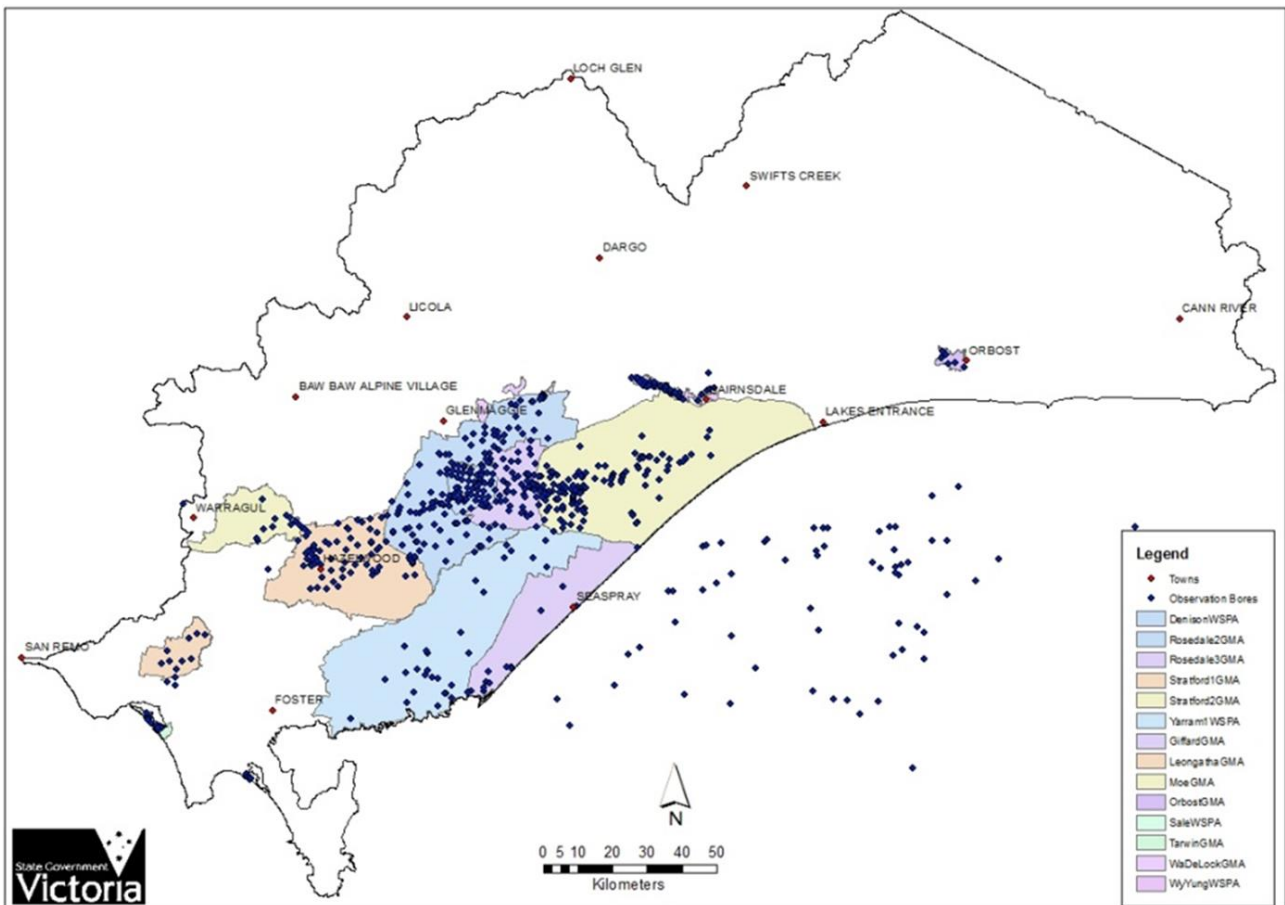 LOCH GLEN
SWIFTS CREEK
DARGO
LICOLA
CANN RIVER
ORBOST
BAW BAW ALPINE VILLAGE
BAIRNSDALE
GLENMAGGIE
LAKES ENTRANCE
WARRAGUL
HAZELWOOD
SEASPRAY
SAN REMO
FOSTER
N
0 5 10 20 30 40 50
Kilometers
State Government
Victoria
Legend
Towns
Observation Bores
DenisonWSPA
Rosedale2GMA
Rosedale3GMA
Stratford1GMA
Stratford2GMA
Yarram1WSPA
GiffardGMA
LeongathaGMA
MoeGMA
OrbostGMA
SaleWSPA
TarwinGMA
WaDeLockGMA
WyYungWSPA